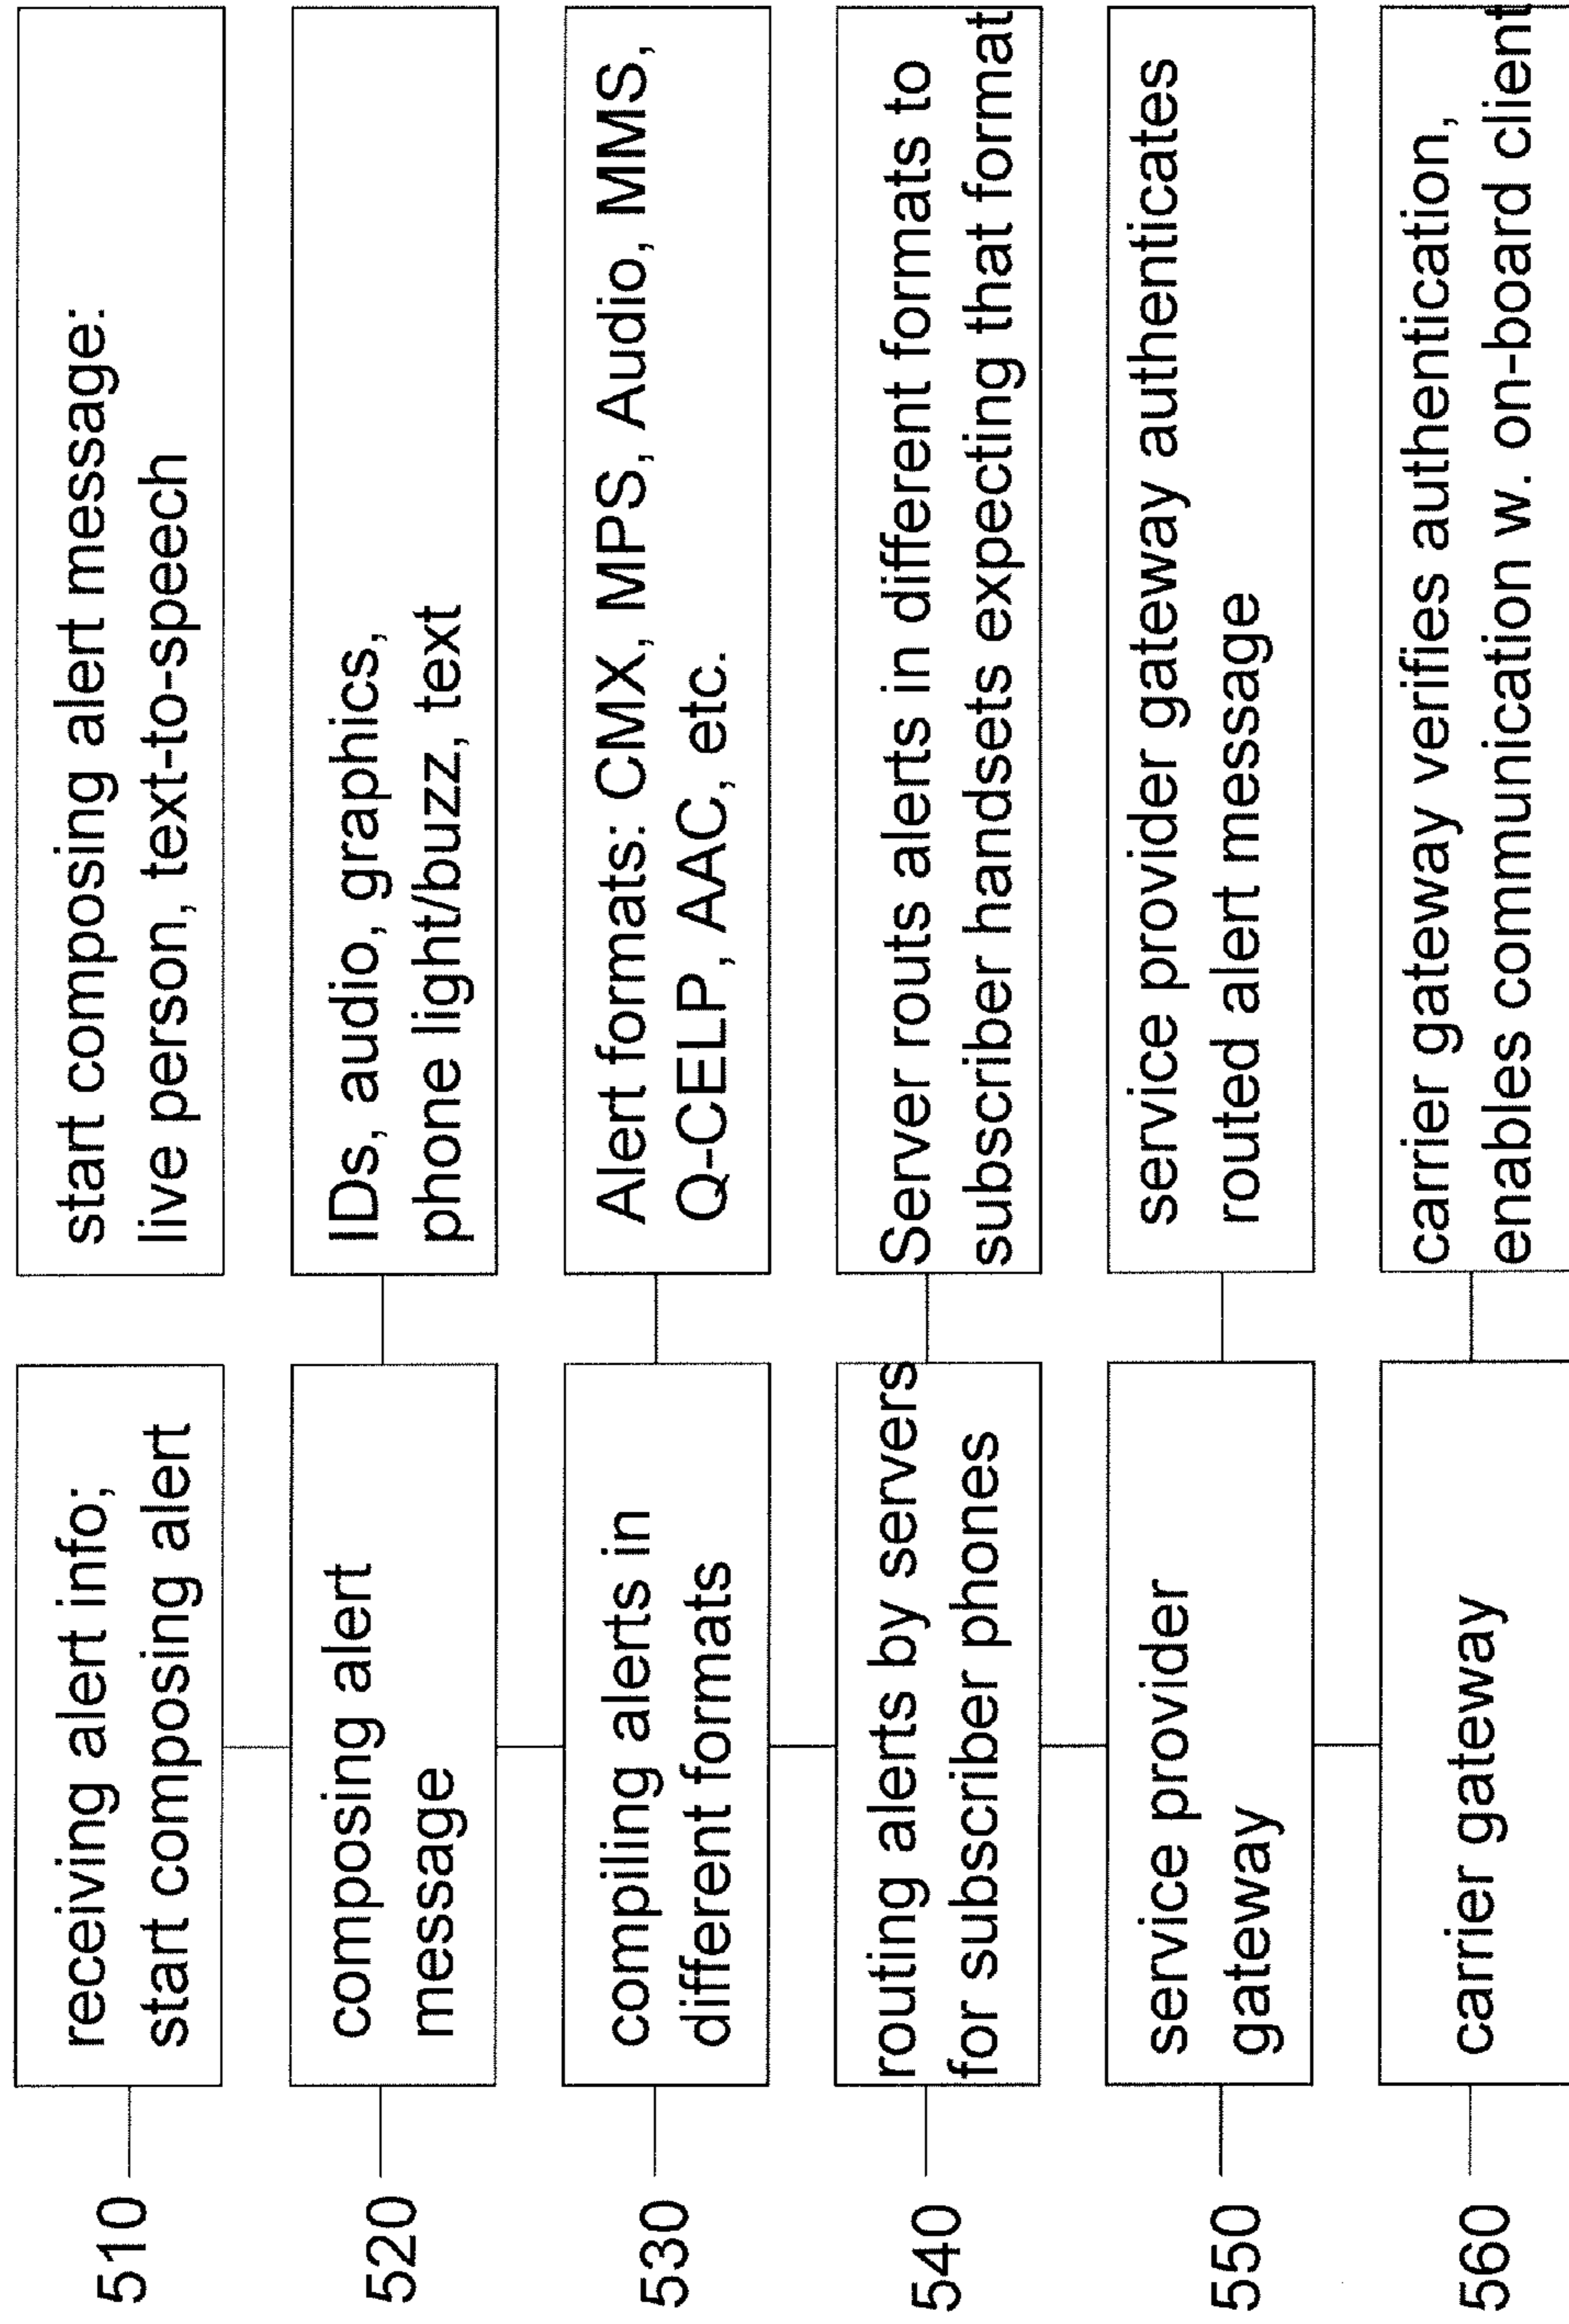 510
receiving alert info;
start composing alert
start composing alert message:
live person, text-to-speech
520
composing alert
message
IDs, audio, graphics,
phone light/buzz, text
530
compiling alerts in
different formats
Alert formats: CMX, MPS, Audio, MMS,
Q-CELP, AAC, etc.
540
routing alerts by servers
for subscriber phones
Server routs alerts in different formats to
subscriber handsets expecting that format
550
service provider
gateway
service provider gateway authenticates
routed alert message
560
carrier gateway
carrier gateway verifies authentication,
enables communication w. on-board client